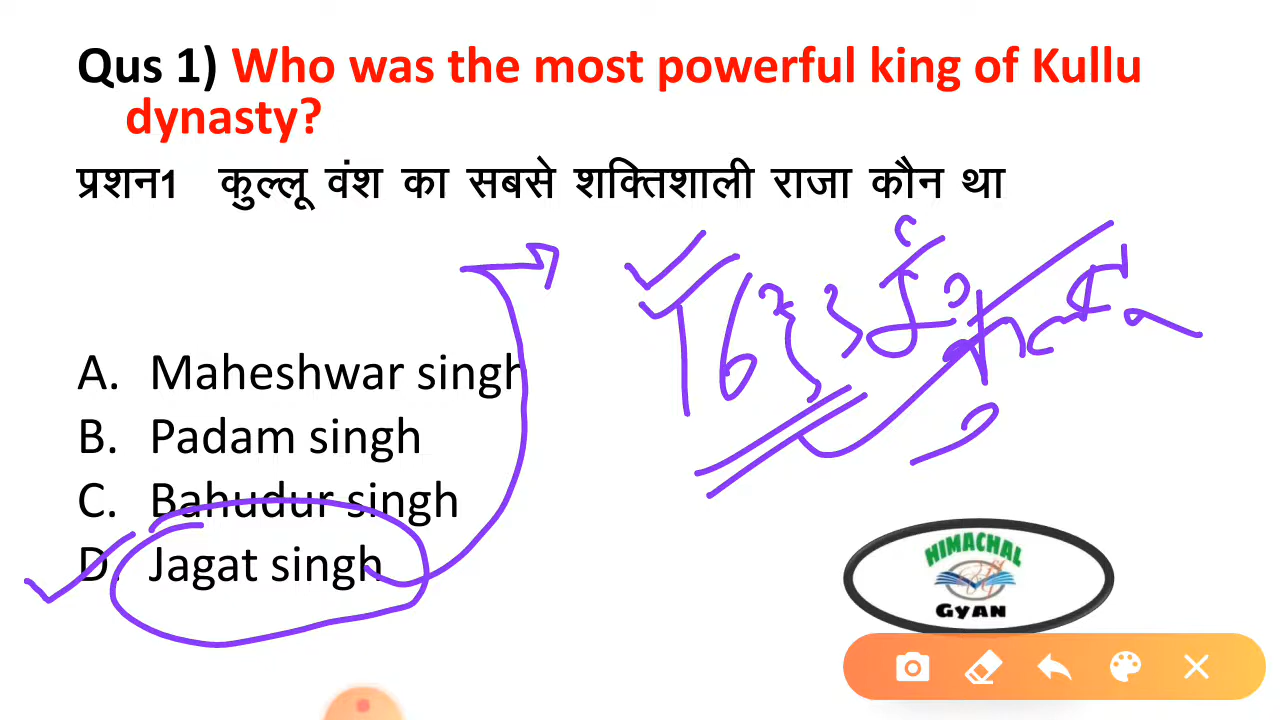 Qus 1) Who was the most powerful king of Kullu
dynasty?
प्रशन1 कुल्लू वंश का सबसे शक्तिशाली राजा कौन था
A. Maheshwar singh
B. Padam singh
C. Bahudur singh
D. Jagat singh
HIMACHAL
GYAN